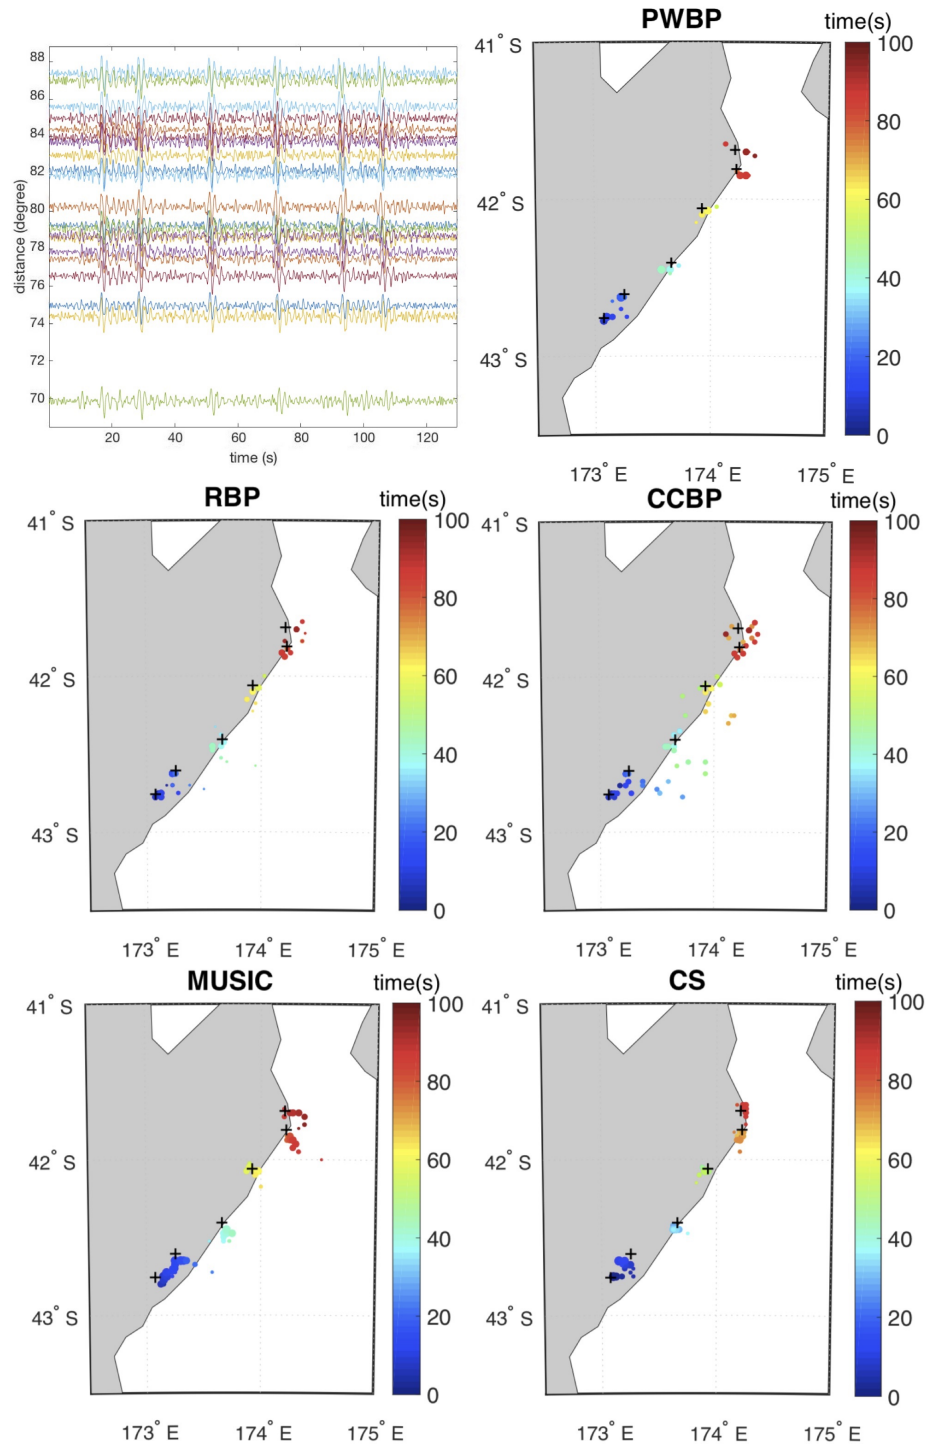 PWBP
time(s)
88
86
84
82
80
78
76
74
72
70
distance (degree)
20 40 60 80 100 120
time (s)
41° S
42° S
43° S
173° E 174° E 175° E
100
80
60
40
20
0
RBP
time(s)
41° S
42° S
43° S
173° E 174° E 175° E
100
80
60
40
20
0
CCBP
time(s)
41° S
42° S
43° S
173° E 174° E 175° E
100
80
60
40
20
0
MUSIC
time(s)
41° S
42° S
43° S
173° E 174° E 175° E
100
80
60
40
20
0
CS
time(s)
41° S
42° S
43° S
173° E 174° E 175° E
100
80
60
40
20
0